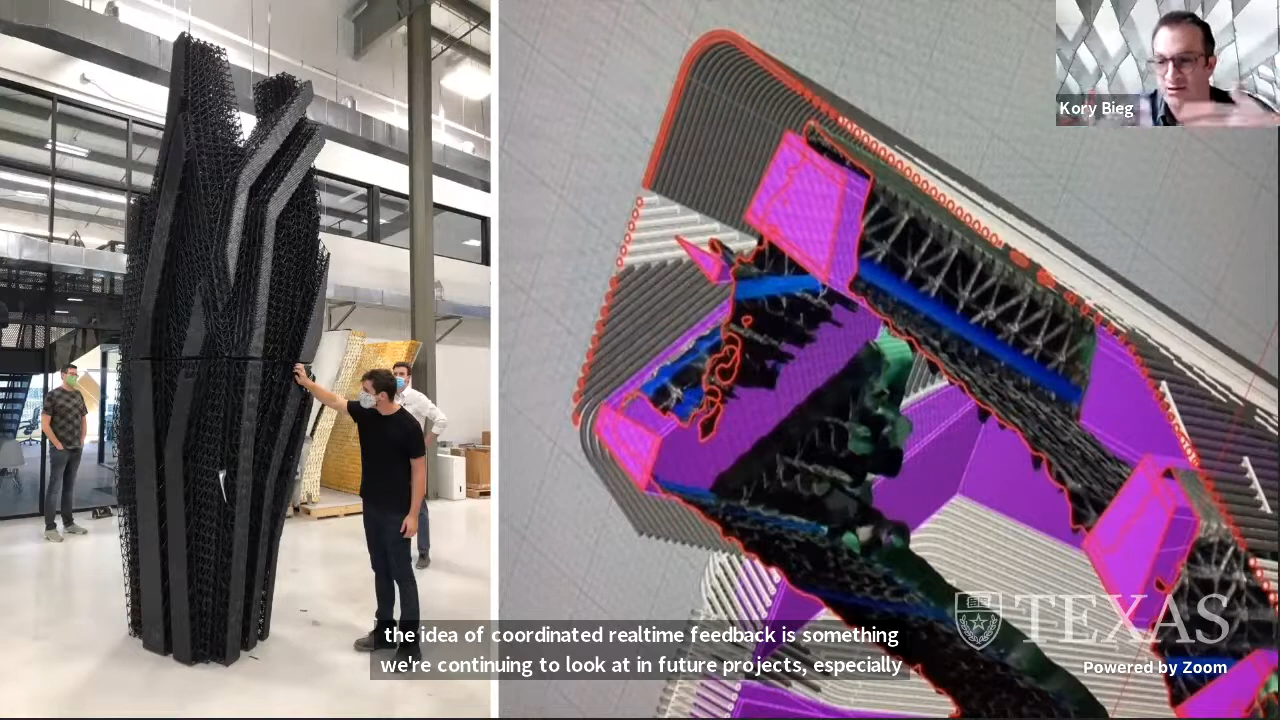 Kory Bieg
TEXAS
the idea of coordinated realtime feedback is something
we're continuing to look at in future projects, especially
Powered by Zoom